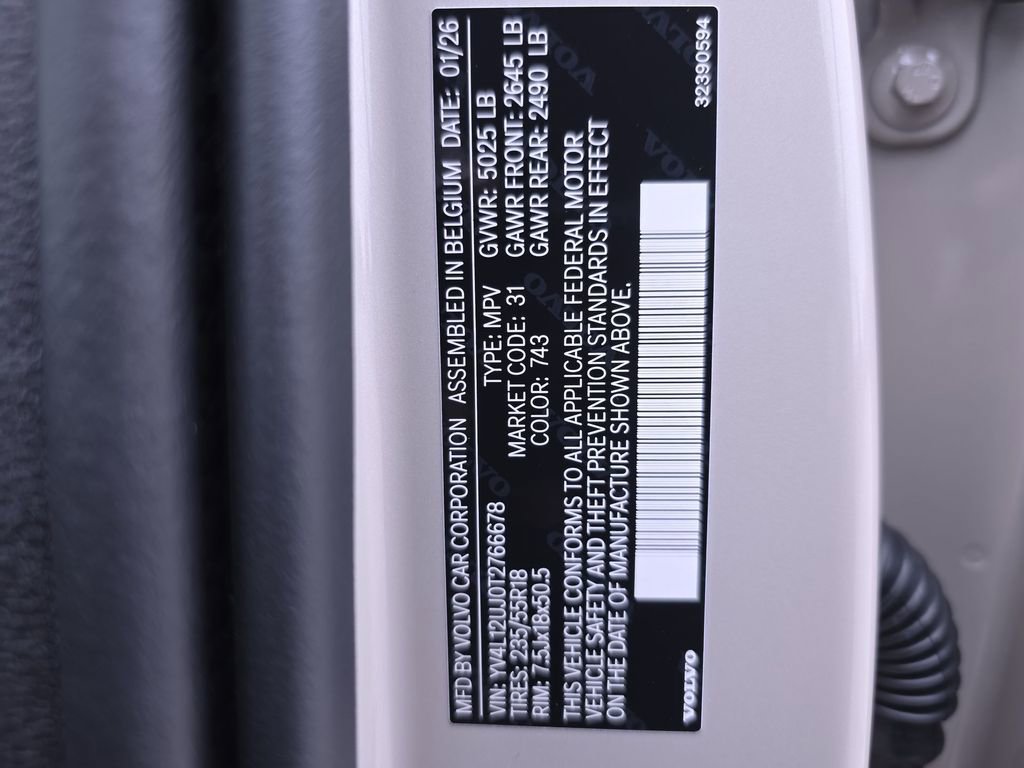 MFD BY VOLVO CAR CORPORATION ASSEMBLED IN BELGIUM DATE: 01/26
VIN: YV4L12UJ0T2766678 TYPE: MPV GVWR: 5025 LB
TIRES: 235/55R18 MARKET CODE: 31 GAWR FRONT: 2645 LB
RIM: 7.5Jx18x50.5 COLOR: 743 GAWR REAR: 2490 LB
THIS VEHICLE CONFORMS TO ALL APPLICABLE FEDERAL MOTOR
VEHICLE SAFETY AND THEFT PREVENTION STANDARDS IN EFFECT
ON THE DATE OF MANUFACTURE SHOWN ABOVE.
VOLVO 32390594